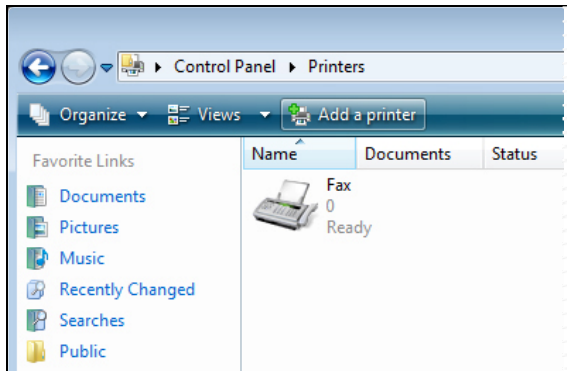 Control Panel Printers
Organize Views Add a printer
Favorite Links
Documents
Pictures
Music
Recently Changed
Searches
Public
Name Documents Status
Fax
0
Ready